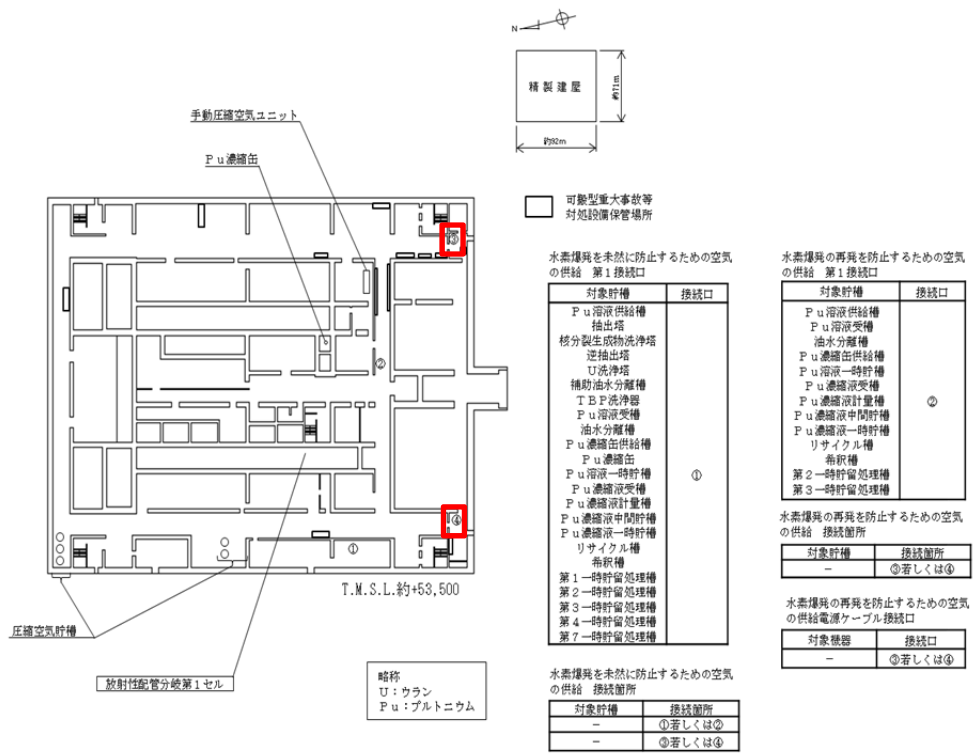 N
精製建屋
約71m
約92m
可搬型重大事故等
対処設備保管場所
手動圧縮空気ユニット
Ｐｕ濃縮缶
②
④
①
T.M.S.L.約+53,500
圧縮空気貯槽
放射性配管分岐第１セル
略称
Ｕ：ウラン
Ｐｕ：プルトニウム
水素爆発を未然に防止するための空気
の供給　第１接続口
対象貯槽　接続口
Ｐｕ溶液供給槽
抽出塔
核分裂生成物洗浄塔
逆抽出塔
Ｕ洗浄塔
補助油水分離槽
ＴＢＰ洗浄器
Ｐｕ溶液受槽
油水分離槽
Ｐｕ濃縮缶供給槽
Ｐｕ濃縮缶
Ｐｕ溶液一時貯槽
①
Ｐｕ濃縮液受槽
Ｐｕ濃縮液計量槽
Ｐｕ濃縮液中間貯槽
Ｐｕ濃縮液一時貯槽
リサイクル槽
希釈槽
第１一時貯留処理槽
第２一時貯留処理槽
第３一時貯留処理槽
第４一時貯留処理槽
第７一時貯留処理槽
水素爆発を未然に防止するための空気
の供給　接続箇所
対象貯槽　接続箇所
－　①若しくは②
－　③若しくは④
水素爆発の再発を防止するための空気
の供給　第１接続口
対象貯槽　接続口
Ｐｕ溶液供給槽
Ｐｕ溶液受槽
油水分離槽
Ｐｕ濃縮缶供給槽
Ｐｕ溶液一時貯槽
Ｐｕ濃縮液受槽
Ｐｕ濃縮液計量槽
②
Ｐｕ濃縮液中間貯槽
Ｐｕ濃縮液一時貯槽
リサイクル槽
希釈槽
第２一時貯留処理槽
第３一時貯留処理槽
水素爆発の再発を防止するための空気
の供給　接続箇所
対象貯槽　接続箇所
－　③若しくは④
水素爆発の再発を防止するための空気
の供給電源ケーブル接続口
対象機器　接続口
－　③若しくは④